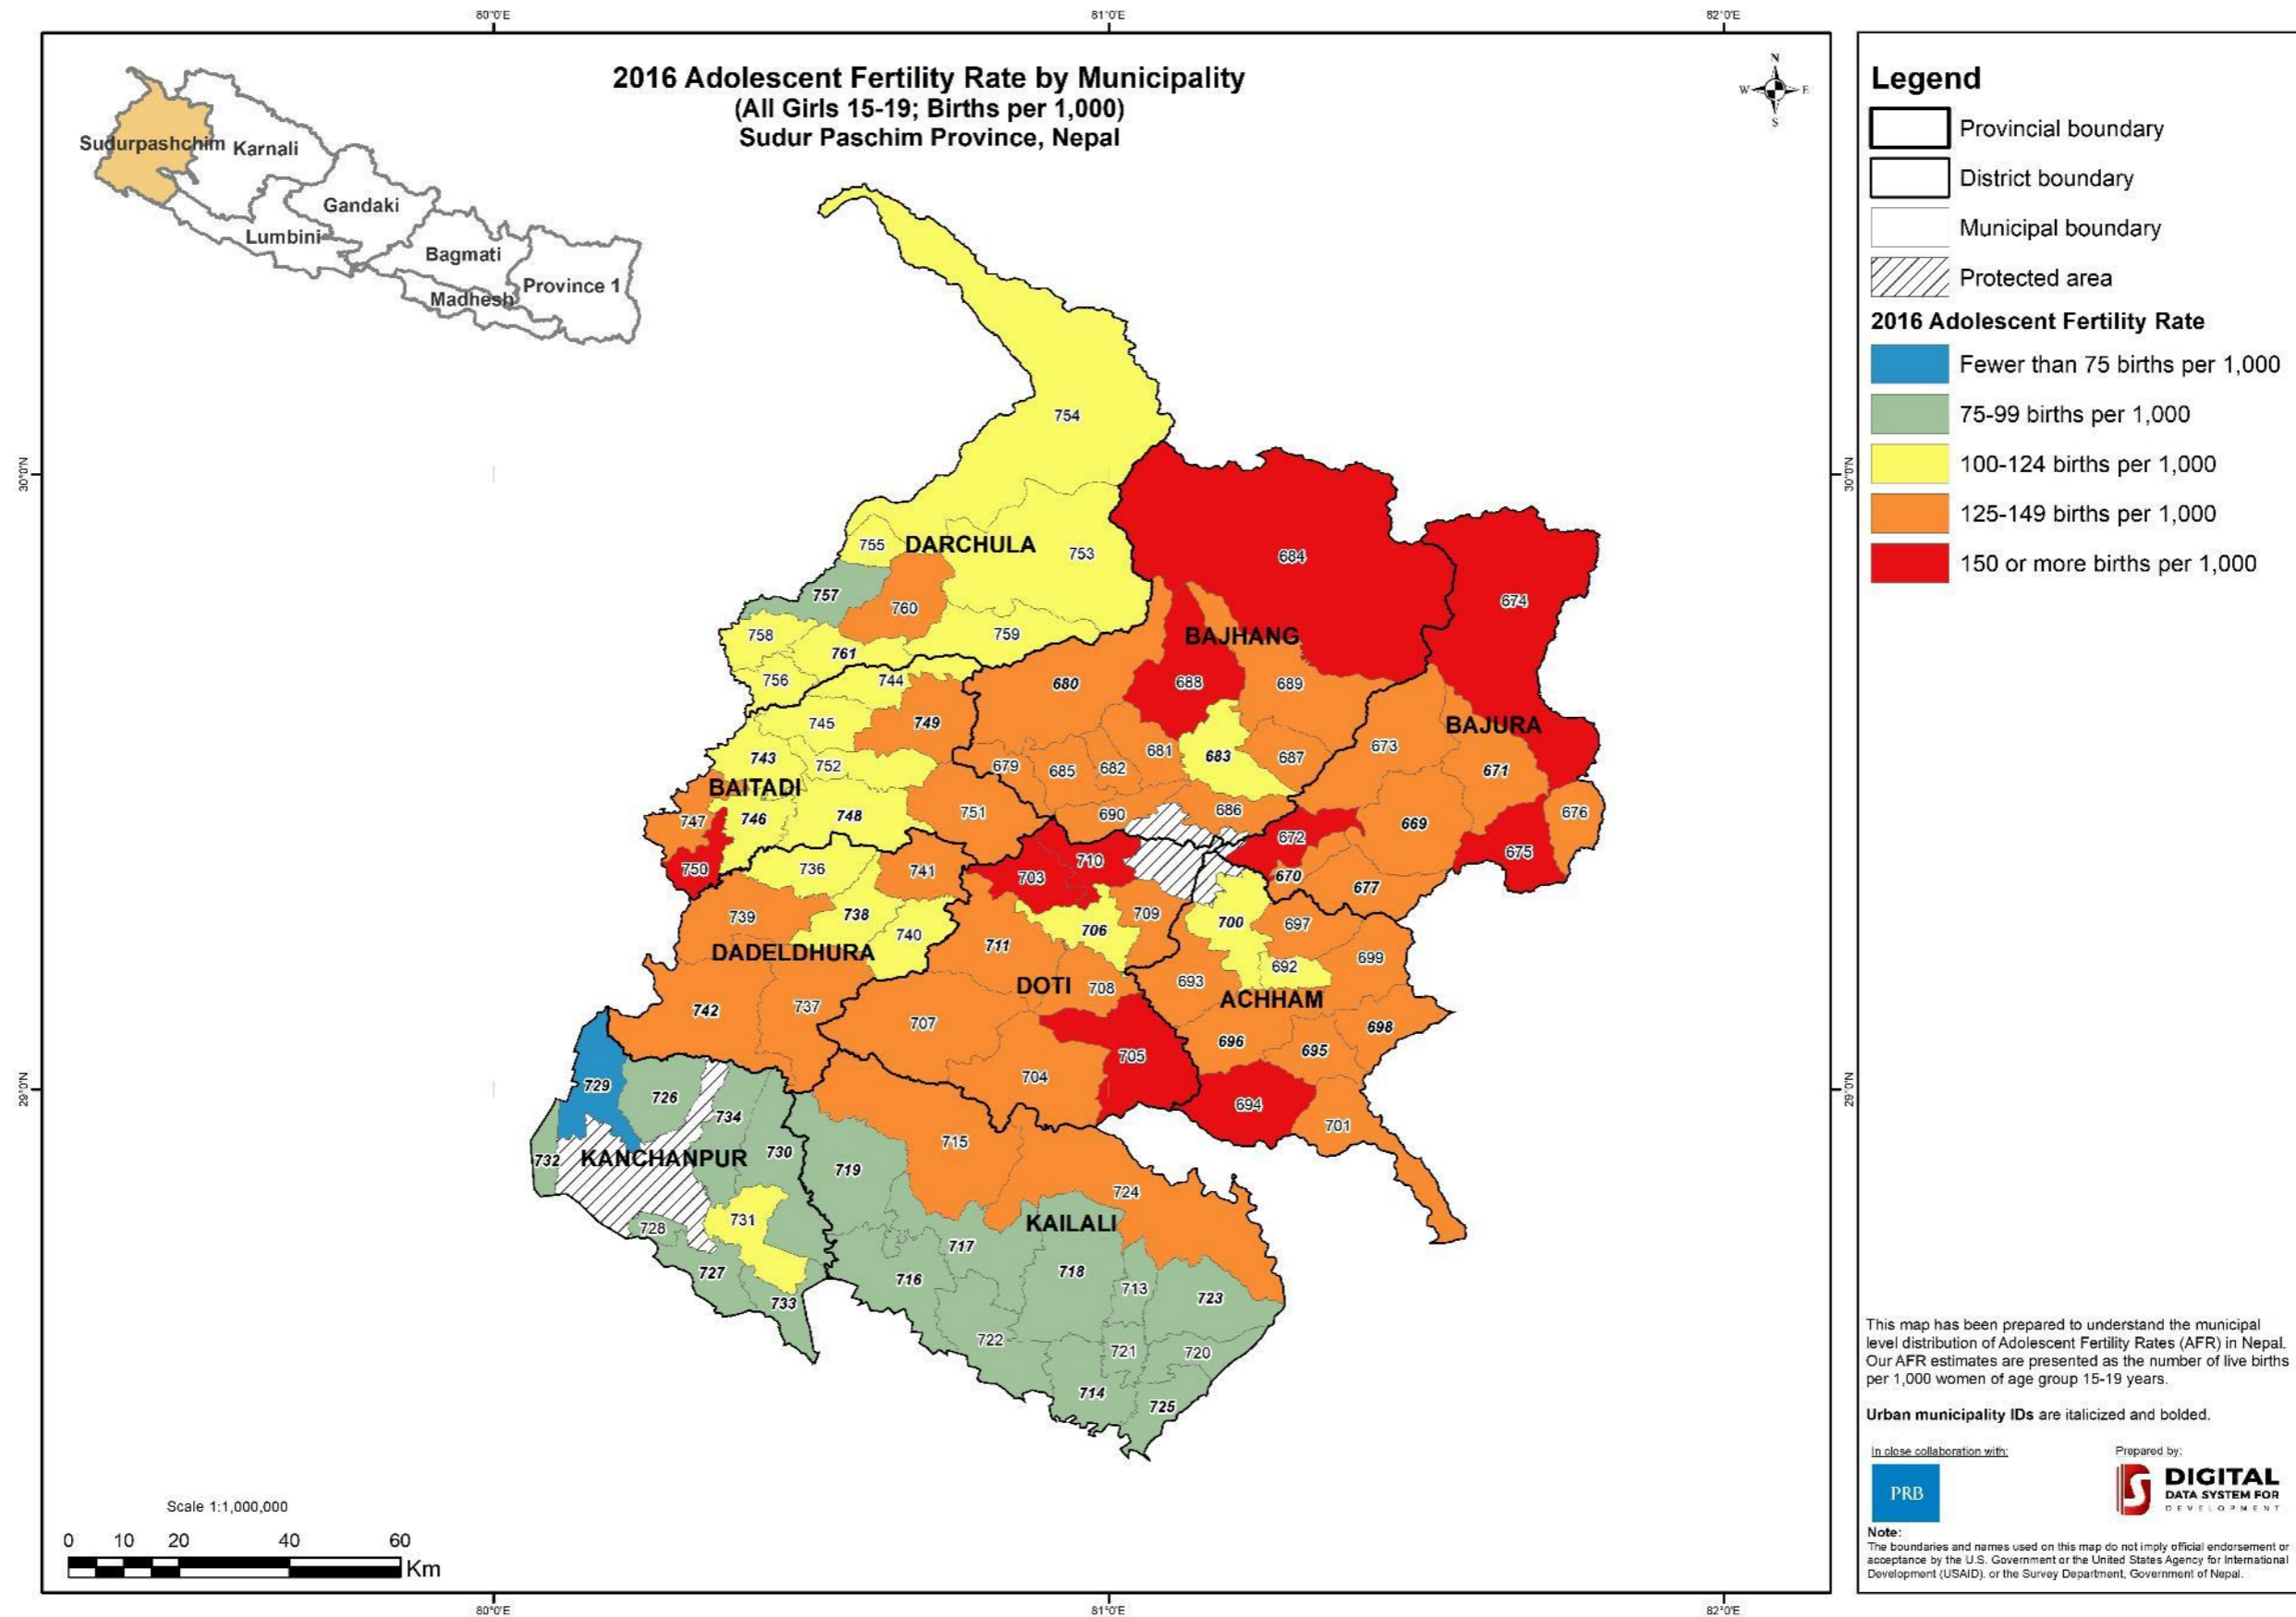 80°0'E
81°0'E
82°0'E
2016 Adolescent Fertility Rate by Municipality
(All Girls 15-19; Births per 1,000)
Sudur Paschim Province, Nepal
N
W
E
S
Sudurpashchim
Karnali
Gandaki
Lumbini
Bagmati
Province 1
Madhesh
30°0'N
30°0'N
29°0'N
29°0'N
754
755
DARCHULA
753
757
760
758
759
761
756
684
674
BAJHANG
688
689
680
681
683
687
679
685
682
690
686
744
745
749
743
752
BAITADI
747
746
748
751
750
BAJURA
673
671
669
676
672
675
670
677
736
741
739
738
740
DADELDHURA
742
737
703
710
709
706
711
DOTI
708
707
705
704
700
697
692
699
693
ACHHAM
696
695
698
694
701
729
726
734
732
KANCHANPUR
730
731
728
727
733
719
715
724
KAILALI
717
716
718
713
723
722
721
720
714
725
Scale 1:1,000,000
0 10 20 40 60
Km
80°0'E
81°0'E
82°0'E
Legend
Provincial boundary
District boundary
Municipal boundary
Protected area
2016 Adolescent Fertility Rate
Fewer than 75 births per 1,000
75-99 births per 1,000
100-124 births per 1,000
125-149 births per 1,000
150 or more births per 1,000
This map has been prepared to understand the municipal
level distribution of Adolescent Fertility Rates (AFR) in Nepal.
Our AFR estimates are presented as the number of live births
per 1,000 women of age group 15-19 years.
Urban municipality IDs are italicized and bolded.
In close collaboration with:
PRB
Prepared by:
DIGITAL
DATA SYSTEM FOR
DEVELOPMENT
Note:
The boundaries and names used on this map do not imply official endorsement or
acceptance by the U.S. Government or the United States Agency for International
Development (USAID). or the Survey Department, Government of Nepal.